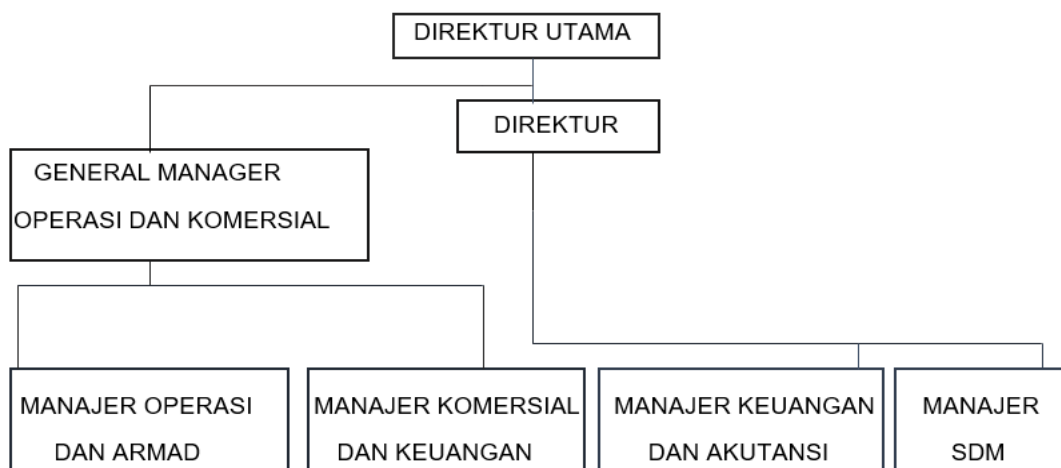 DIREKTUR UTAMA
DIREKTUR
GENERAL MANAGER
OPERASI DAN KOMERSIAL
MANAJER OPERASI
DAN ARMAD
MANAJER KOMERSIAL
DAN KEUANGAN
MANAJER KEUANGAN
DAN AKUTANSI
MANAJER
SDM